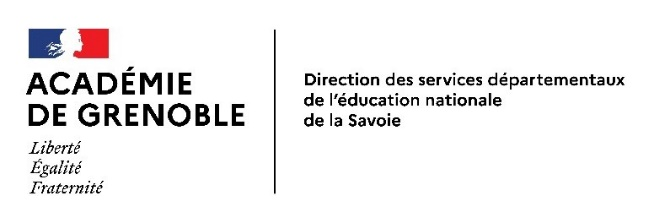 ACADÉMIE
DE GRENOBLE
Liberté
Égalité
Fraternité
Direction des services départementaux
de l'éducation nationale
de la Savoie